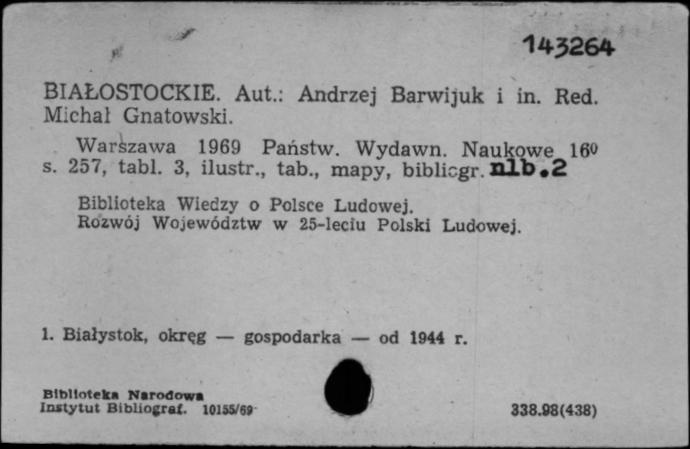 143264
BIAŁOSTOCKIE. Aut.: Andrzej Barwijuk i in. Red.
Michał Gnatowski.
Warszawa 1969 Państw. Wydawn. Naukowe 16⁰
s. 257, tabl. 3, ilustr., tab., mapy, bibliogr. nlb.2
Biblioteka Wiedzy o Polsce Ludowej.
Rozwój Województw w 25-leciu Polski Ludowej.
1. Białystok, okręg — gospodarka — od 1944 r.
Biblioteka Narodowa
Instytut Bibliograf. 10155/69
338.98(438)